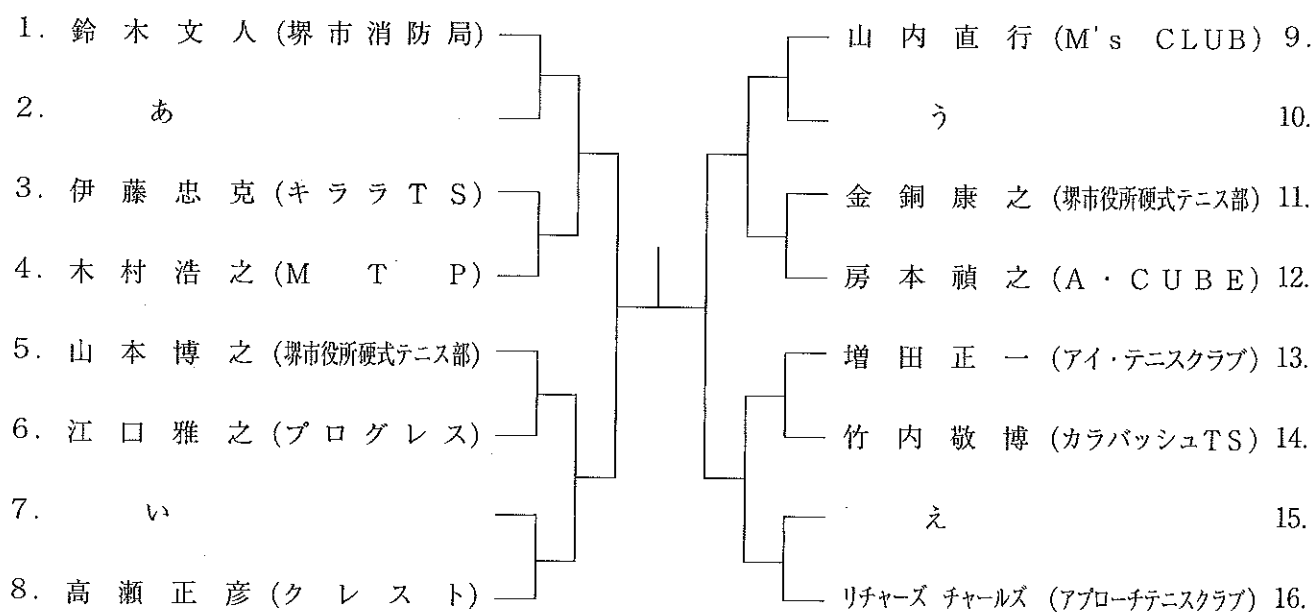 1. 鈴木文人 (堺市消防局)
2. あ
3. 伊藤忠克 (キララTS)
4. 木村浩之 (MTP)
5. 山本博之 (堺市役所硬式テニス部)
6. 江口雅之 (プログレス)
7. い
8. 高瀬正彦 (クレスト)
山内直行 (M's CLUB) 9.
う 10.
金銅康之 (堺市役所硬式テニス部) 11.
房本禎之 (A・CUBE) 12.
増田正一 (アイ・テニスクラブ) 13.
竹内敬博 (カラバッシュTS) 14.
え 15.
リチャーズ チャールズ (アプローチテニスクラブ) 16.